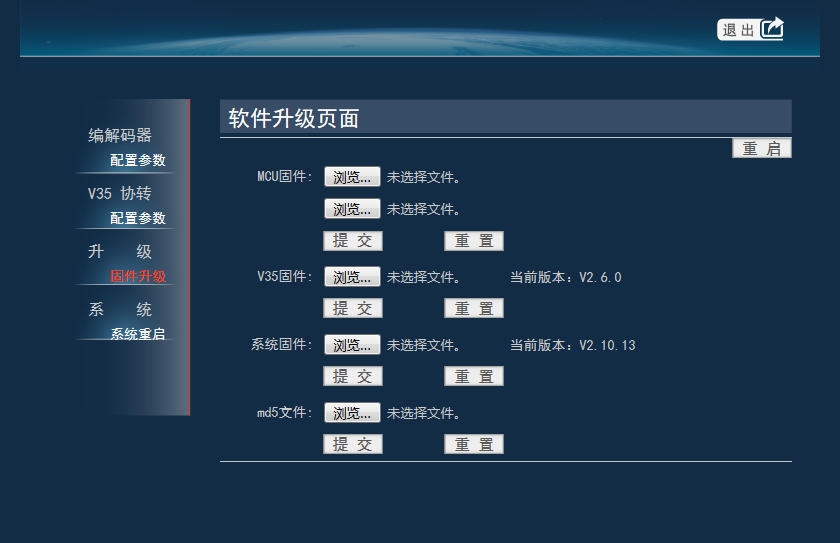 退出
编解码器
配置参数
V35 协转
配置参数
升 级
固件升级
系 统
系统重启
软件升级页面
重 启
MCU固件: 浏览... 未选择文件。
浏览... 未选择文件。
提 交 重 置
V35固件: 浏览... 未选择文件。 当前版本: V2.6.0
提 交 重 置
系统固件: 浏览... 未选择文件。 当前版本: V2.10.13
提 交 重 置
md5文件: 浏览... 未选择文件。
提 交 重 置